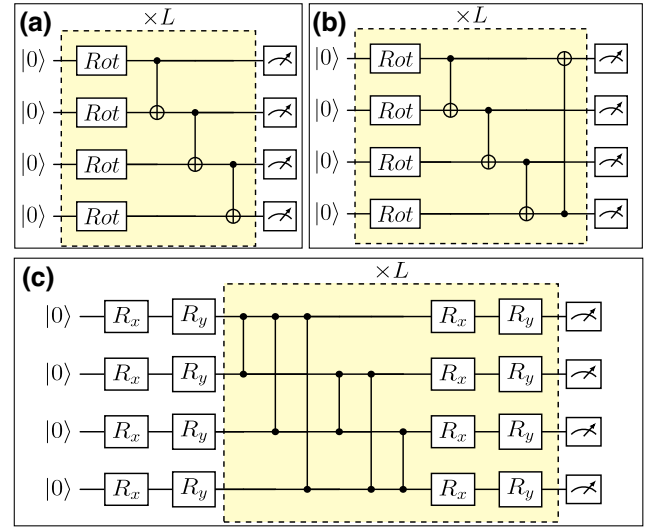 (a) ×L
|0⟩ Rot
|0⟩ Rot
|0⟩ Rot
|0⟩ Rot
(b) ×L
|0⟩ Rot
|0⟩ Rot
|0⟩ Rot
|0⟩ Rot
(c) ×L
|0⟩ R_x R_y R_x R_y
|0⟩ R_x R_y R_x R_y
|0⟩ R_x R_y R_x R_y
|0⟩ R_x R_y R_x R_y